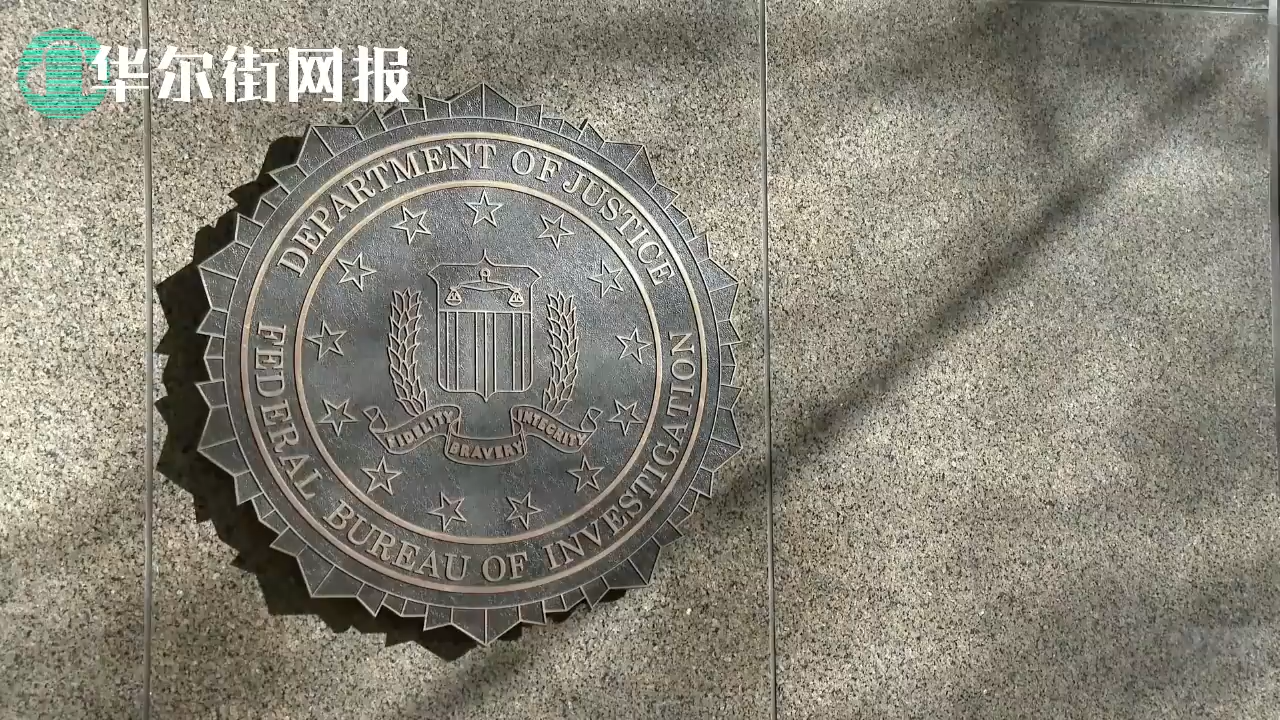 华尔街网报
DEPARTMENT OF JUSTICE
FIDELITY
BRAVERY
INTEGRITY
FEDERAL BUREAU OF INVESTIGATION